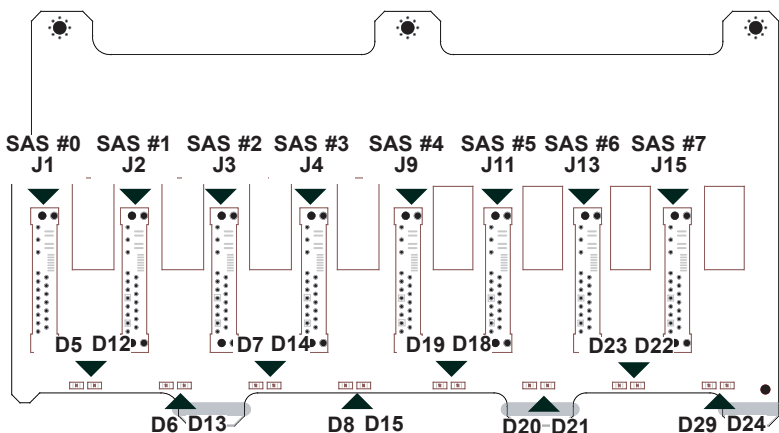 SAS #0 SAS #1 SAS #2 SAS #3 SAS #4 SAS #5 SAS #6 SAS #7
J1 J2 J3 J4 J9 J11 J13 J15
D5 D12 D7 D14 D19 D18 D23 D22
D6 D13 D8 D15 D20 D21 D29 D24